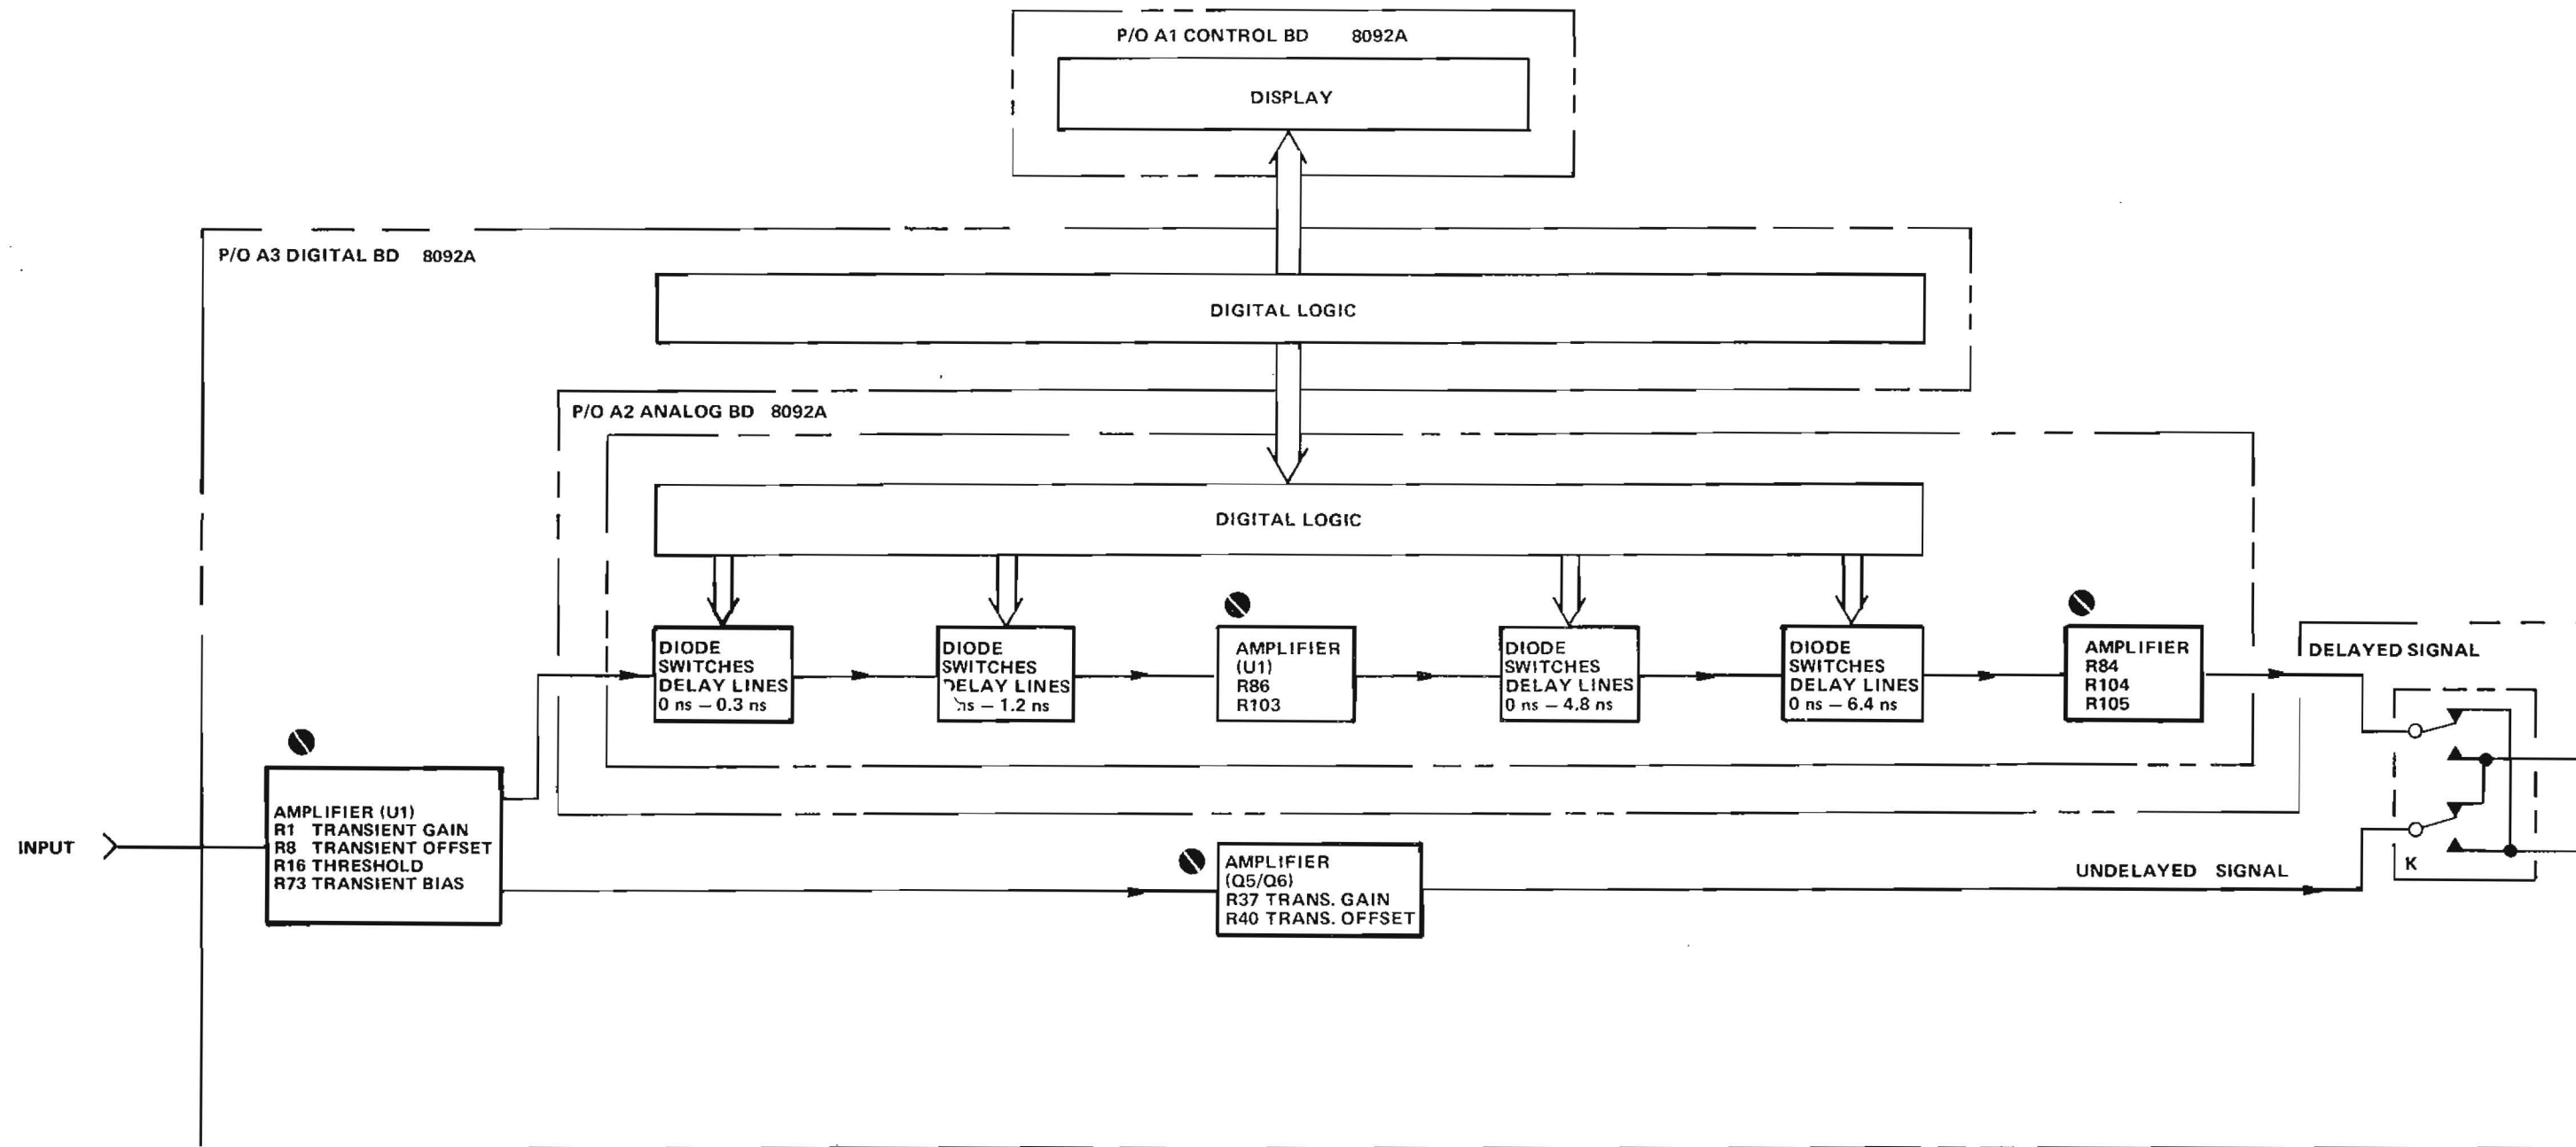 P/O A1 CONTROL BD 8092A
DISPLAY
P/O A3 DIGITAL BD 8092A
DIGITAL LOGIC
P/O A2 ANALOG BD 8092A
DIGITAL LOGIC
DIODE
SWITCHES
DELAY LINES
0 ns – 0.3 ns
DIODE
SWITCHES
DELAY LINES
ns – 1.2 ns
AMPLIFIER
(U1)
R86
R103
DIODE
SWITCHES
DELAY LINES
0 ns – 4.8 ns
DIODE
SWITCHES
DELAY LINES
0 ns – 6.4 ns
AMPLIFIER
R84
R104
R105
DELAYED SIGNAL
INPUT
AMPLIFIER (U1)
R1 TRANSIENT GAIN
R8 TRANSIENT OFFSET
R16 THRESHOLD
R73 TRANSIENT BIAS
AMPLIFIER
(Q5/Q6)
R37 TRANS. GAIN
R40 TRANS. OFFSET
UNDELAYED SIGNAL
K